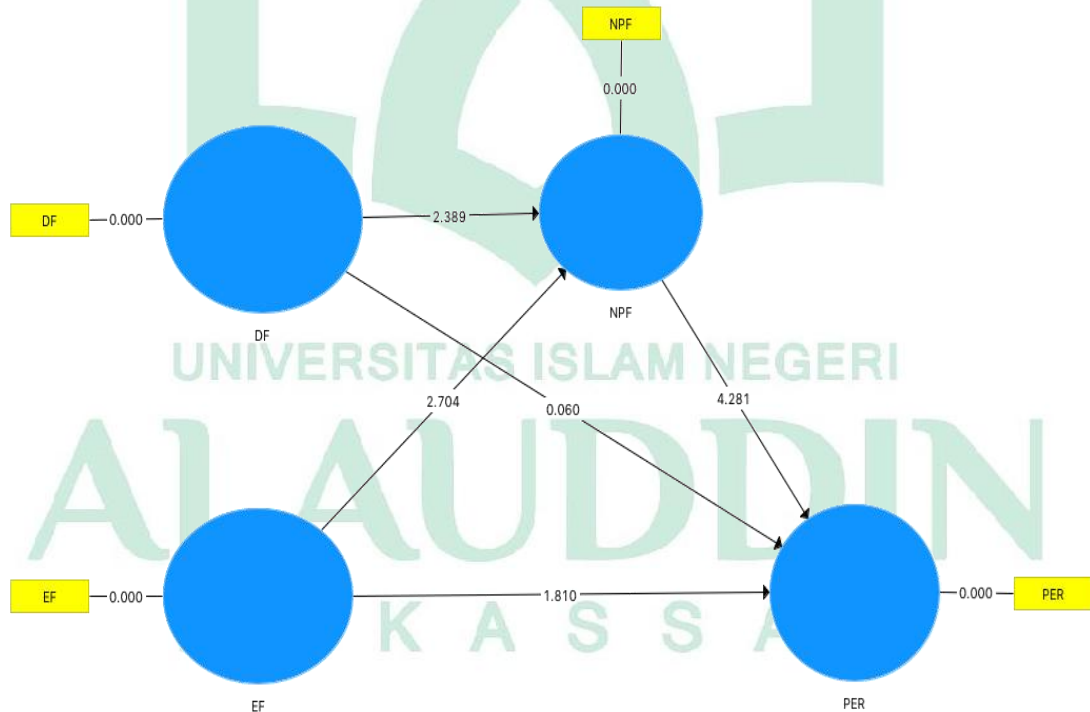 NPF
0.000
DF
0.000
2.389
DF
NPF
UNIVERSITAS ISLAM NEGERI
2.704
0.060
4.281
ALAUDDIN
EF
0.000
1.810
0.000
PER
K A S S A
EF
PER